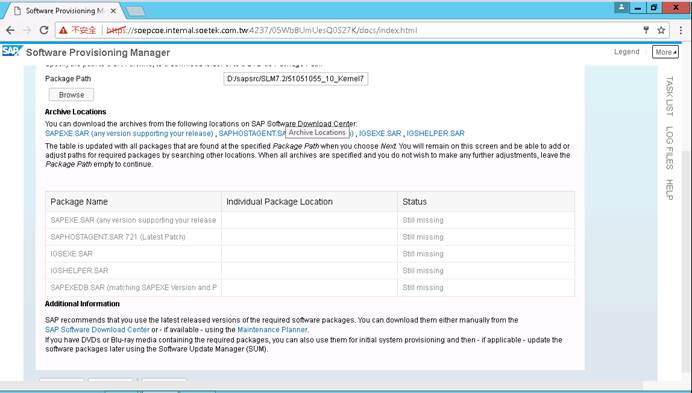 Software Provisioning M
不安全
https://soepcoe.internal.soetek.com.tw:4237/05WbBUmUesQ0S27K/docs/index.html
SAP Software Provisioning Manager
Legend
More
Package Path
D:/sapsrc/SLM7.2/51051055_10_Kernel7
Browse
Archive Locations
You can download the archives from the following locations on SAP Software Download Center:
SAPEXE.SAR (any version supporting your release) , SAPHOSTAGENT.SA ) , IGSEXE.SAR , IGSHELPER.SAR
Archive Locations
The table is updated with all packages that are found at the specified Package Path when you choose Next. You will remain on this screen and be able to add or
adjust paths for required packages by searching other locations. When all archives are specified and you do not wish to make any further adjustments, leave the
Package Path empty to continue.
Package Name Individual Package Location Status
SAPEXE.SAR (any version supporting your release Still missing
SAPHOSTAGENT.SAR 721 (Latest Patch) Still missing
IGSEXE.SAR Still missing
IGSHELPER.SAR Still missing
SAPEXEDB.SAR (matching SAPEXE Version and P Still missing
Additional Information
SAP recommends that you use the latest released versions of the required software packages. You can download them either manually from the
SAP Software Download Center or - if available - using the Maintenance Planner.
If you have DVDs or Blu-ray media containing the required packages, you can also use them for initial system provisioning and then - if applicable - update the
software packages later using the Software Update Manager (SUM).
TASK LIST
LOG FILES
HELP